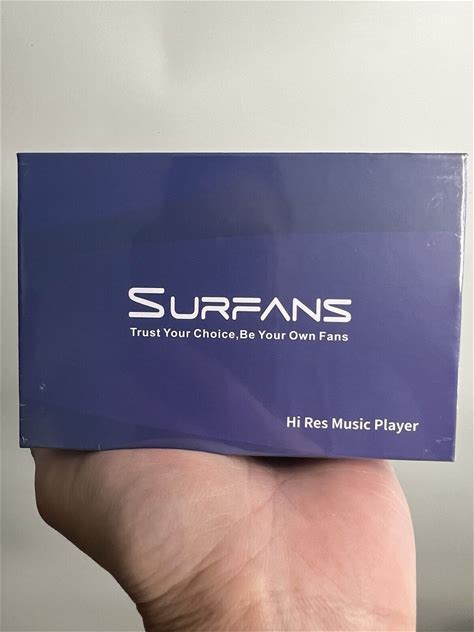 SURFANS
Trust Your Choice,Be Your Own Fans
Hi Res Music Player